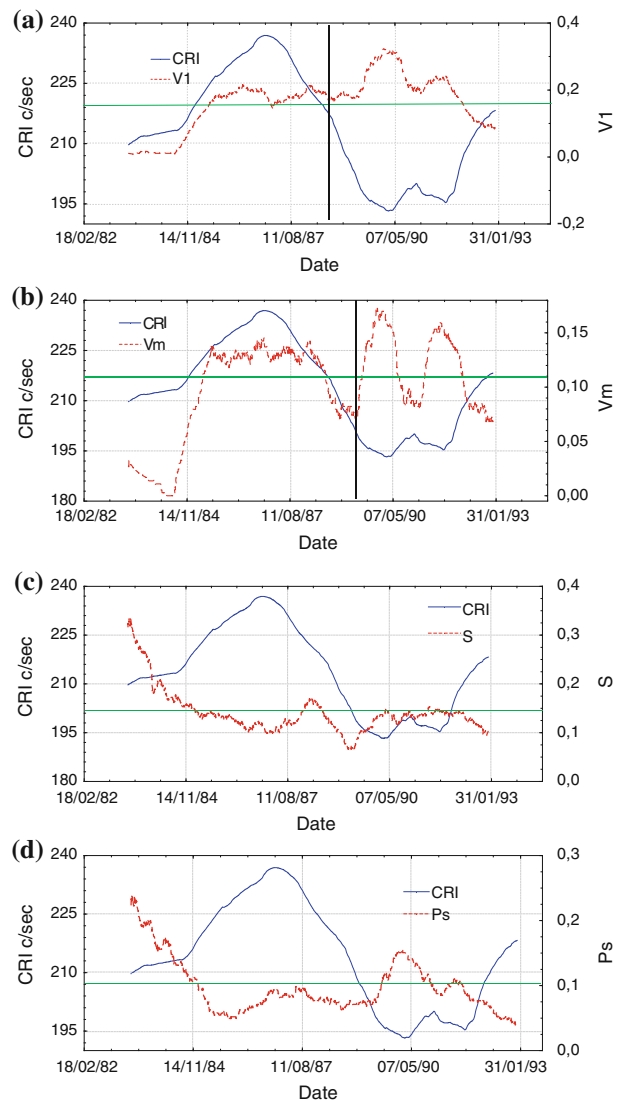 (a)
240
225
210
195
CRI c/sec
CRI
V1
0,4
0,3
0,2
0,1
0,0
-0,1
-0,2
V1
18/02/82 14/11/84 11/08/87 07/05/90 31/01/93
Date
(b)
240
225
210
195
180
CRI c/sec
CRI
Vm
0,15
0,10
0,05
0,00
Vm
18/02/82 14/11/84 11/08/87 07/05/90 31/01/93
Date
(c)
240
225
210
195
180
CRI c/sec
CRI
S
0,4
0,3
0,2
0,1
0,0
S
18/02/82 14/11/84 11/08/87 07/05/90 31/01/93
Date
(d)
240
225
210
195
CRI c/sec
CRI
Ps
0,3
0,2
0,1
0,0
Ps
18/02/82 14/11/84 11/08/87 07/05/90 31/01/93
Date